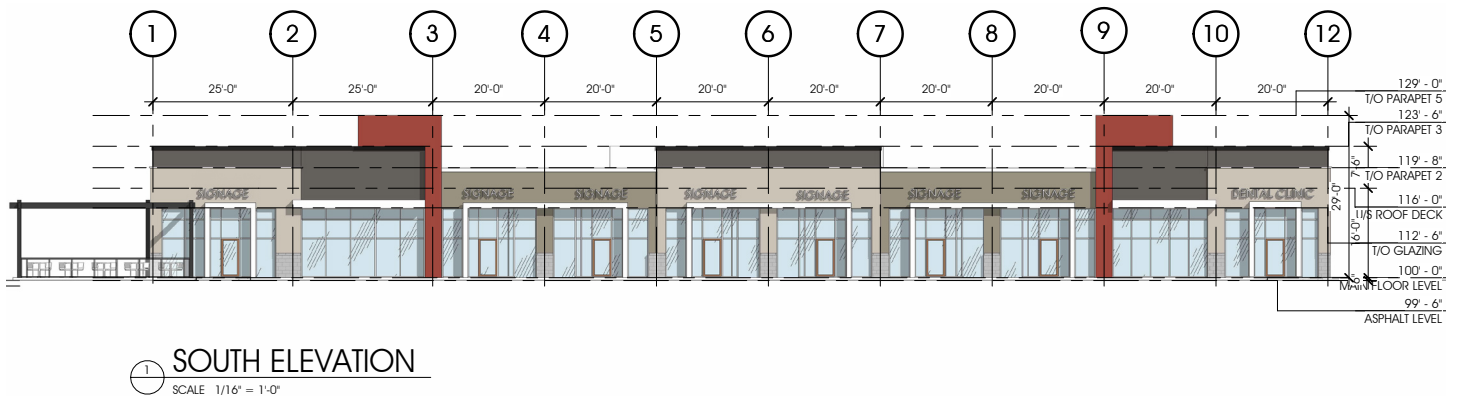 1 2 3 4 5 6 7 8 9 10 12
25'-0" 25'-0" 20'-0" 20'-0" 20'-0" 20'-0" 20'-0" 20'-0" 20'-0" 20'-0"
129' - 0"
T/O PARAPET 5
123' - 6"
T/O PARAPET 3
119' - 8"
T/O PARAPET 2
116' - 0"
U/S ROOF DECK
112' - 6"
T/O GLAZING
100' - 0"
MAIN FLOOR LEVEL
99' - 6"
ASPHALT LEVEL
7'-6"
29'-0"
SIGNAGE SIGNAGE SIGNAGE SIGNAGE SIGNAGE SIGNAGE SIGNAGE DENTAL CLINIC
1 SOUTH ELEVATION
SCALE 1/16" = 1'-0"